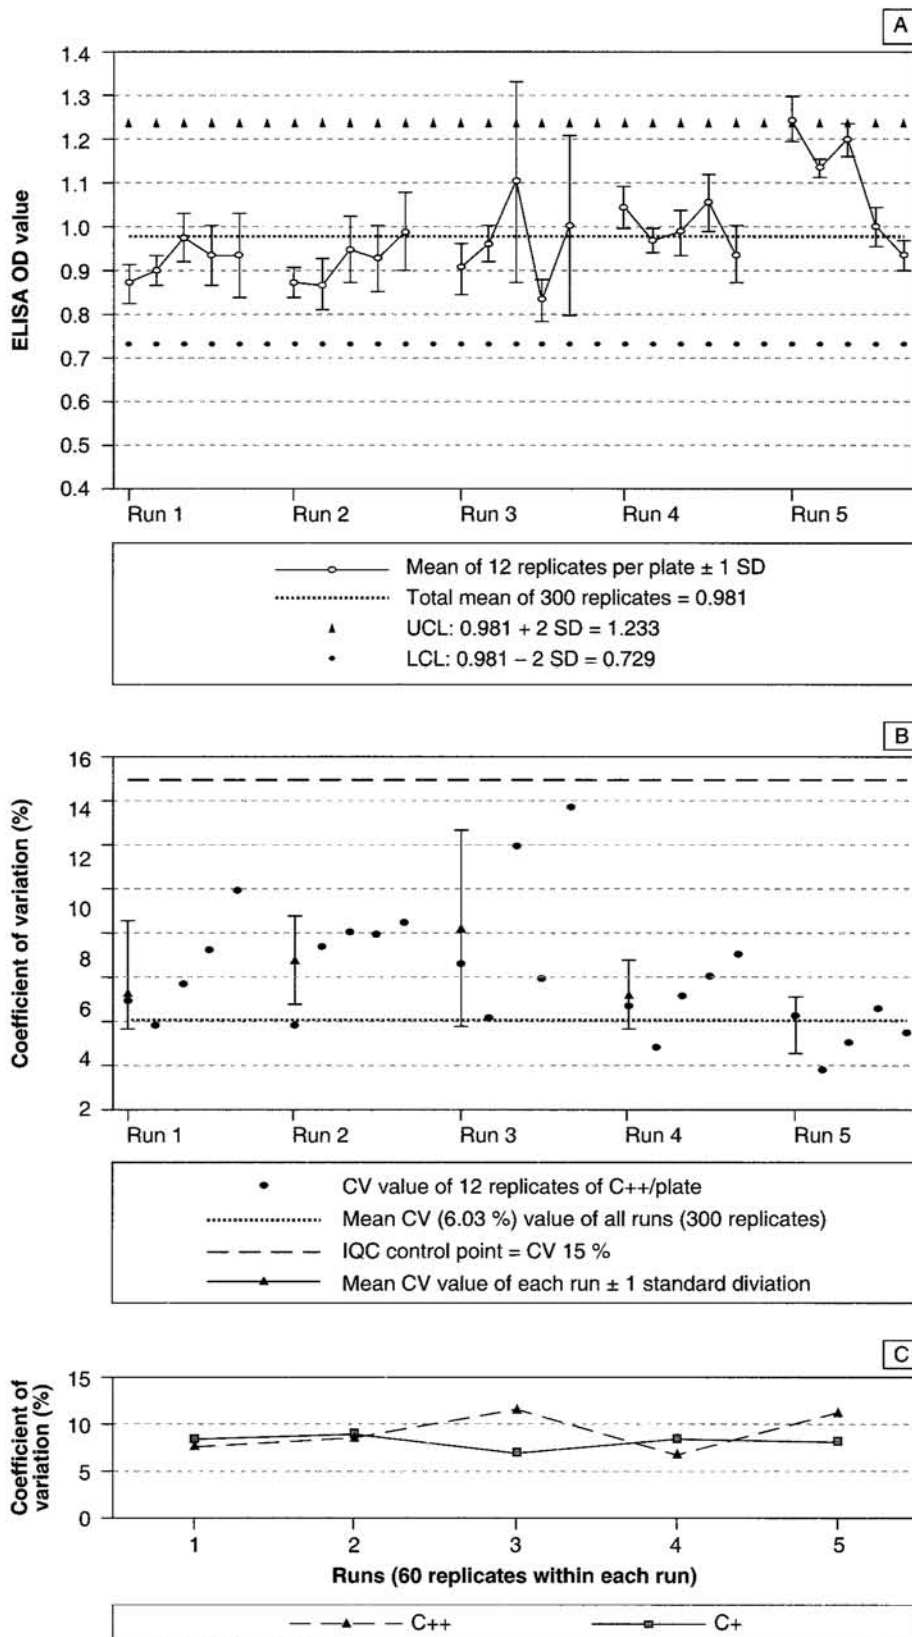 A
ELISA OD value
1.4
1.3
1.2
1.1
1.0
0.9
0.8
0.7
0.6
0.5
0.4
Run 1 Run 2 Run 3 Run 4 Run 5
Mean of 12 replicates per plate ± 1 SD
Total mean of 300 replicates = 0.981
UCL: 0.981 + 2 SD = 1.233
LCL: 0.981 – 2 SD = 0.729
B
Coefficient of variation (%)
16
14
12
10
8
6
4
2
Run 1 Run 2 Run 3 Run 4 Run 5
CV value of 12 replicates of C++/plate
Mean CV (6.03 %) value of all runs (300 replicates)
IQC control point = CV 15 %
Mean CV value of each run ± 1 standard diviation
C
Coefficient of
variation (%)
15
10
5
0
1 2 3 4 5
Runs (60 replicates within each run)
C++ C+